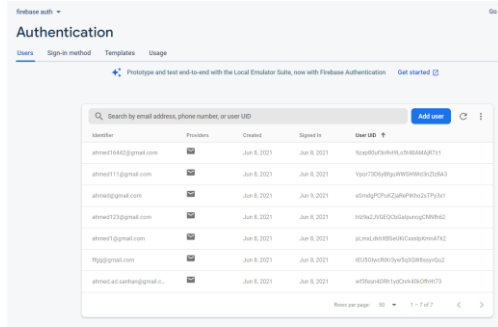 firebase auth
Go
Authentication
Users Sign-in method Templates Usage
Prototype and test end-to-end with the Local Emulator Suite, now with Firebase Authentication Get started
Search by email address, phone number, or user UID Add user
Identifier Providers Created Signed In User UID
ahmed16442@gmail.com Jun 8, 2021 Jun 8, 2021
ahmed111@gmail.com Jun 8, 2021 Jun 8, 2021
ahmed@gmail.com Jun 8, 2021 Jun 9, 2021
ahmed123@gmail.com Jun 8, 2021 Jun 8, 2021
ahmed1@gmail.com Jun 8, 2021 Jun 8, 2021
Jun 8, 2021 Jun 8, 2021
ahmed.ad.sanhan@gmail.c... Jun 8, 2021 Jun 8, 2021
Rows per page: 50 1 – 7 of 7